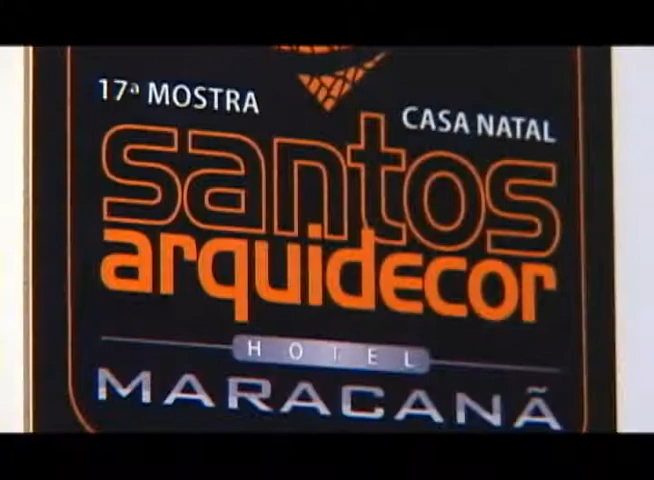 17ª MOSTRA
CASA NATAL
santos
arquidecor
HOTEL
MARACANÃ